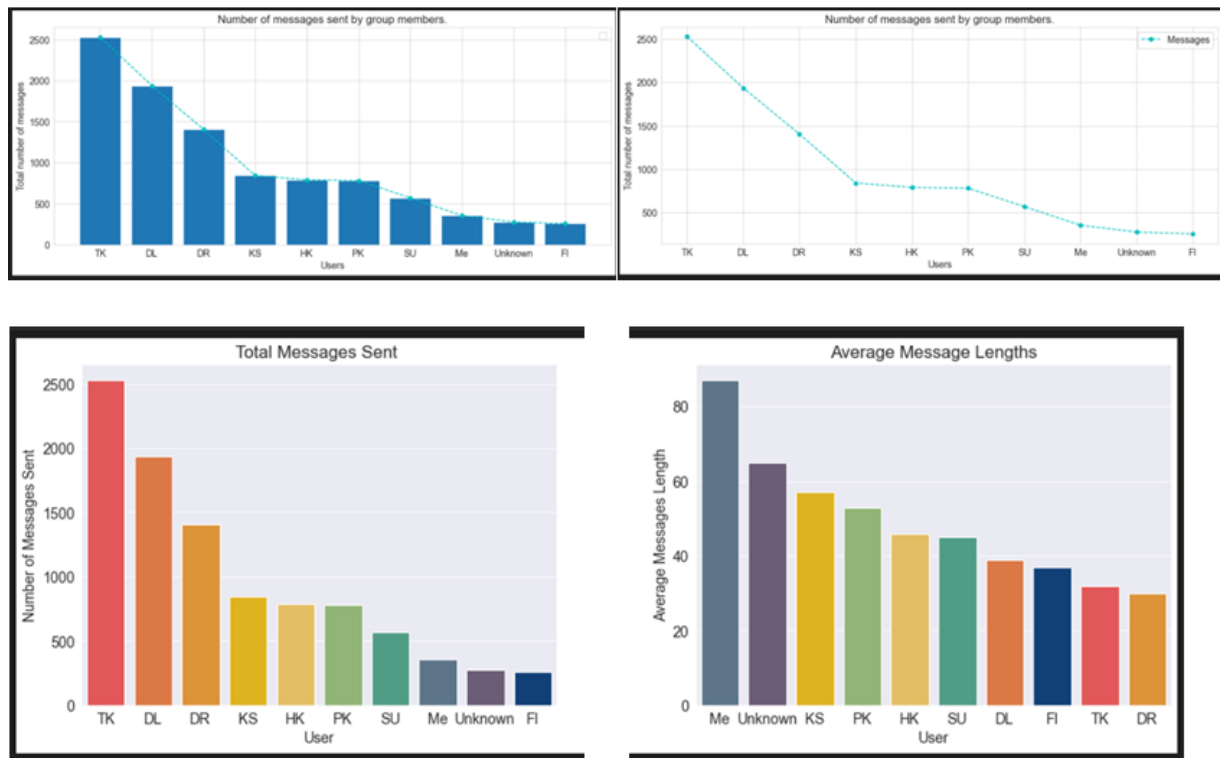 Number of messages sent by group members.
Total number of messages
2500
2000
1500
1000
500
0
TK DL DR KS HK PK SU Me Unknown FI
Users
Number of messages sent by group members.
Messages
Total number of messages
2500
2000
1500
1000
500
TK DL DR KS HK PK SU Me Unknown FI
Users
Total Messages Sent
Number of Messages Sent
2500
2000
1500
1000
500
0
TK DL DR KS HK PK SU Me Unknown FI
User
Average Message Lengths
Average Messages Length
80
60
40
20
0
Me Unknown KS PK HK SU DL FI TK DR
User